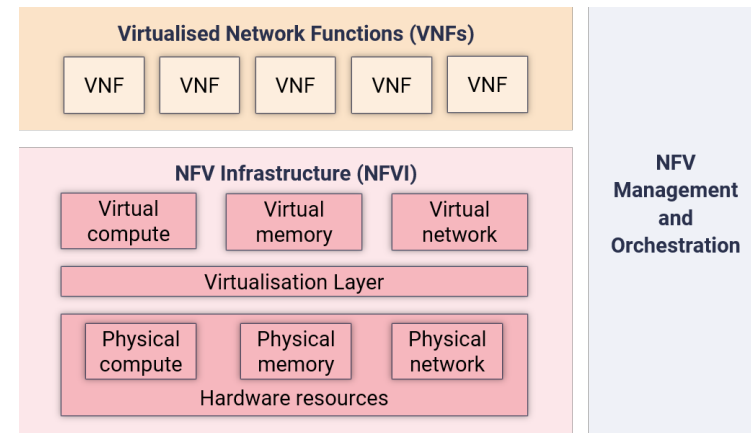 Virtualised Network Functions (VNFs)
VNF
VNF
VNF
VNF
VNF
NFV Infrastructure (NFVI)
Virtual
compute
Virtual
memory
Virtual
network
Virtualisation Layer
Physical
compute
Physical
memory
Physical
network
Hardware resources
NFV
Management
and
Orchestration